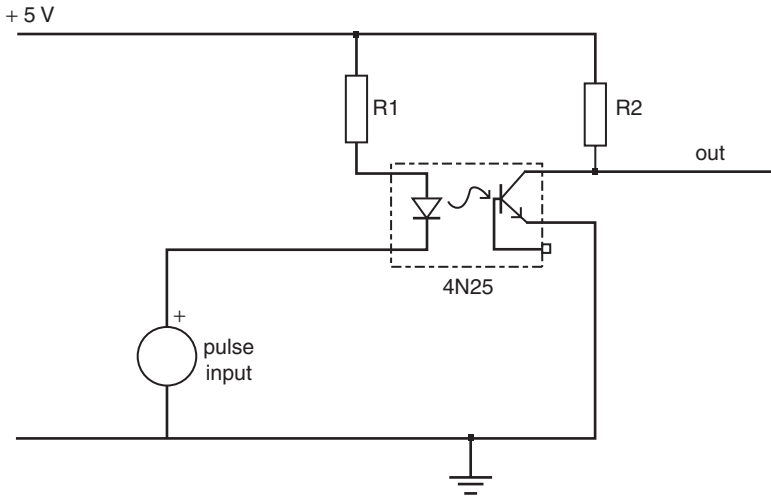 + 5 V
R1
R2
out
4N25
+
pulse
input